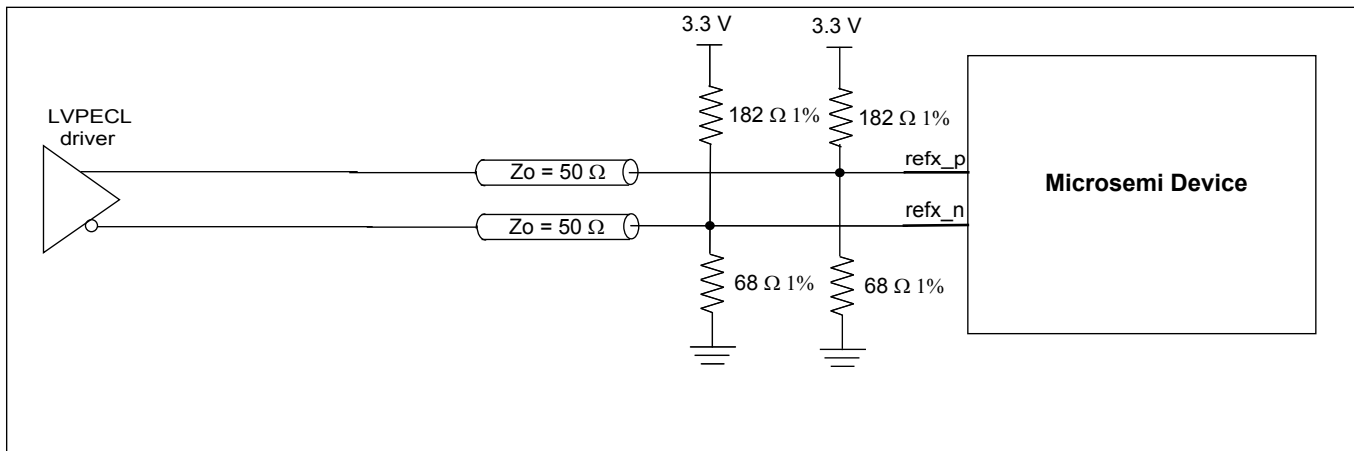 3.3 V
3.3 V
LVPECL
driver
182 Ω 1%
182 Ω 1%
Zo = 50 Ω
refx_p
Microsemi Device
Zo = 50 Ω
refx_n
68 Ω 1%
68 Ω 1%